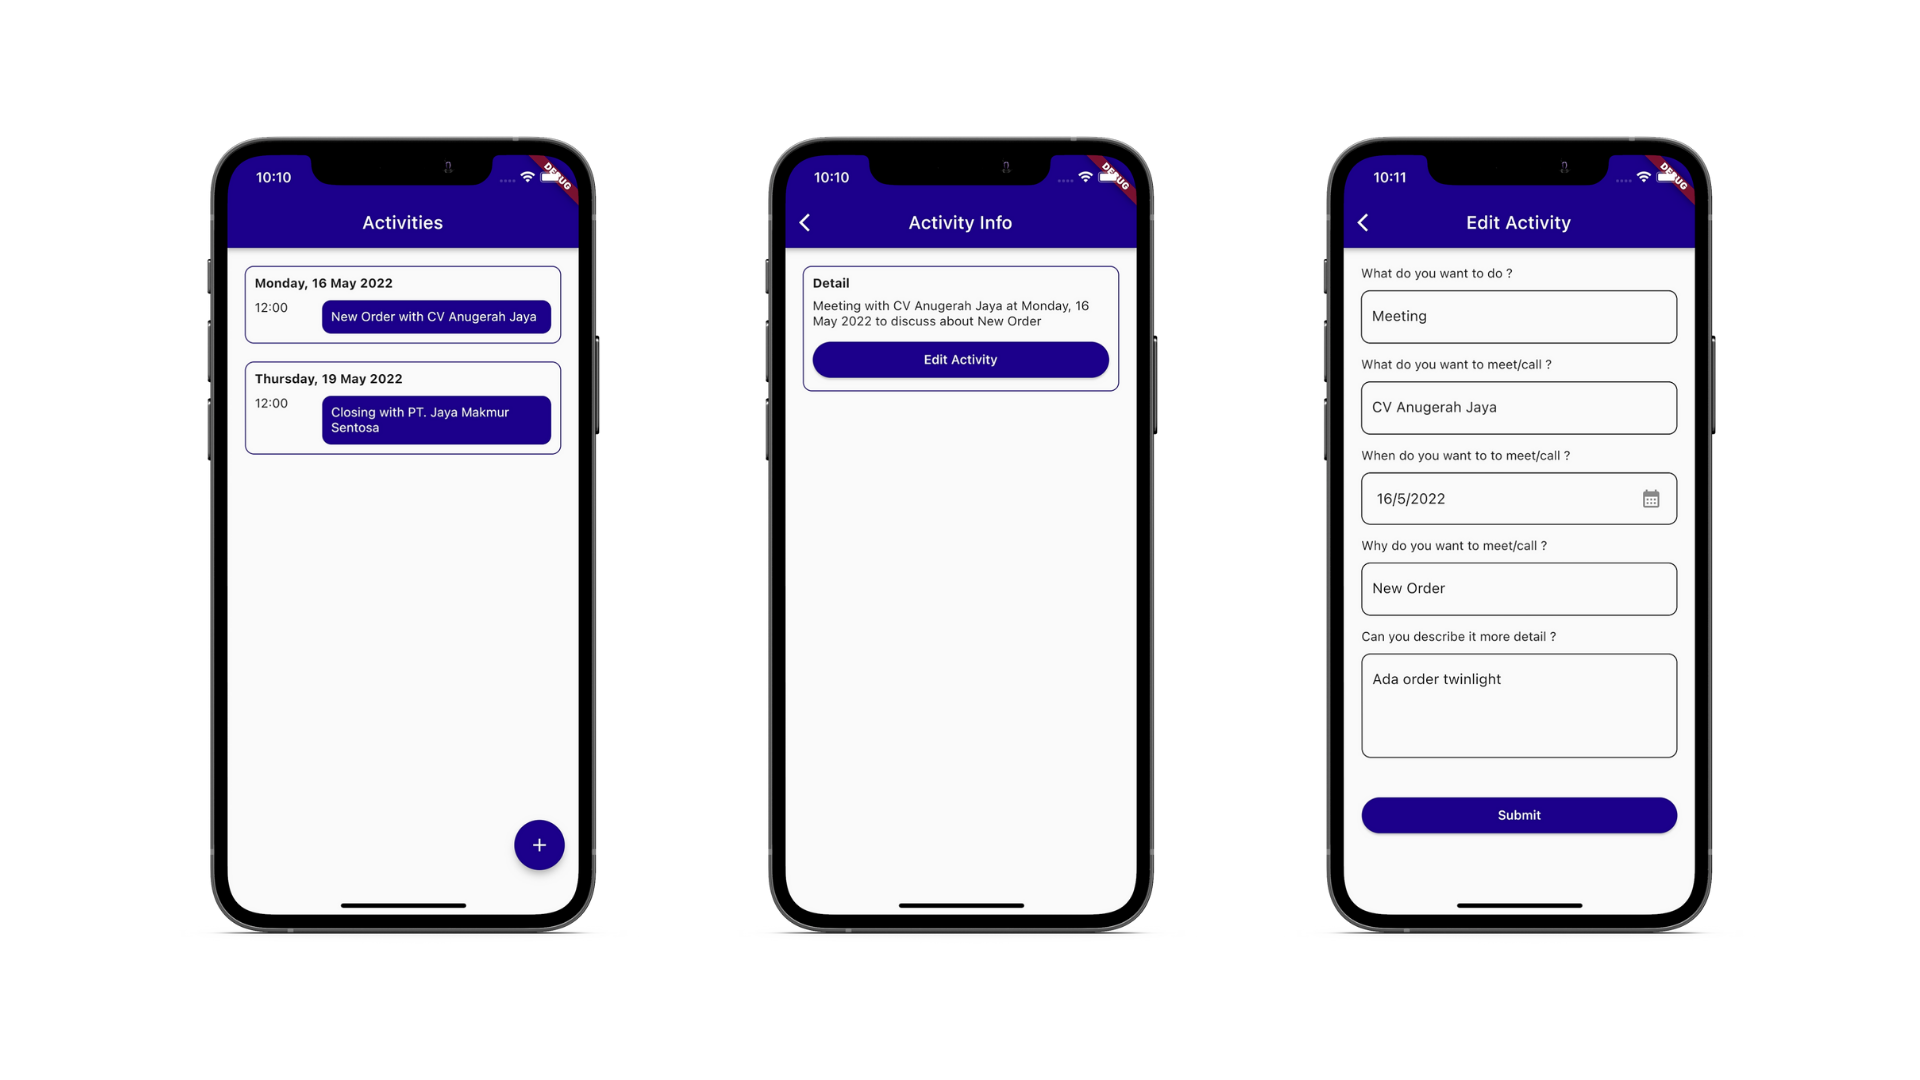 10:10
DEBUG
Activities
Monday, 16 May 2022
12:00
New Order with CV Anugerah Jaya
Thursday, 19 May 2022
12:00
Closing with PT. Jaya Makmur
Sentosa
+
10:10
DEBUG
Activity Info
Detail
Meeting with CV Anugerah Jaya at Monday, 16
May 2022 to discuss about New Order
Edit Activity
10:11
DEBUG
Edit Activity
What do you want to do ?
Meeting
What do you want to meet/call ?
CV Anugerah Jaya
When do you want to to meet/call ?
16/5/2022
Why do you want to meet/call ?
New Order
Can you describe it more detail ?
Ada order twinlight
Submit